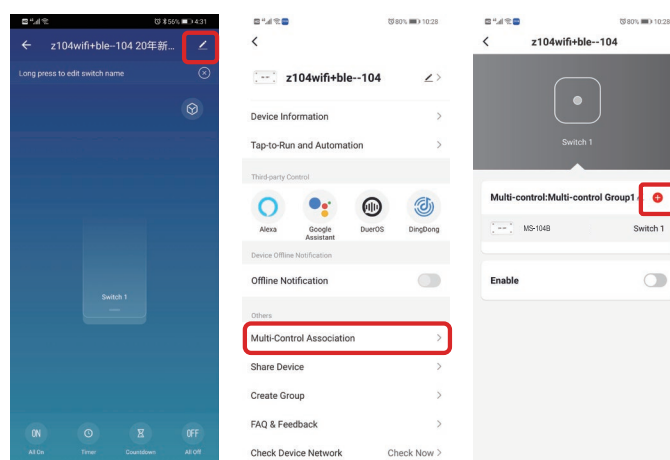 856% 4:31
z104wifi+ble--104 20年新...
Long press to edit switch name
Switch 1
ON
OFF
All On
Timer
Countdown
All Off
80% 10:28
z104wifi+ble--104
Device Information
Tap-to-Run and Automation
Third-party Control
Alexa
Google Assistant
DuerOS
DingDong
Device Offline Notification
Offline Notification
Others
Multi-Control Association
Share Device
Create Group
FAQ & Feedback
Check Device Network Check Now
80% 10:28
z104wifi+ble--104
Switch 1
Multi-control:Multi-control Group1
MS-104B Switch 1
Enable